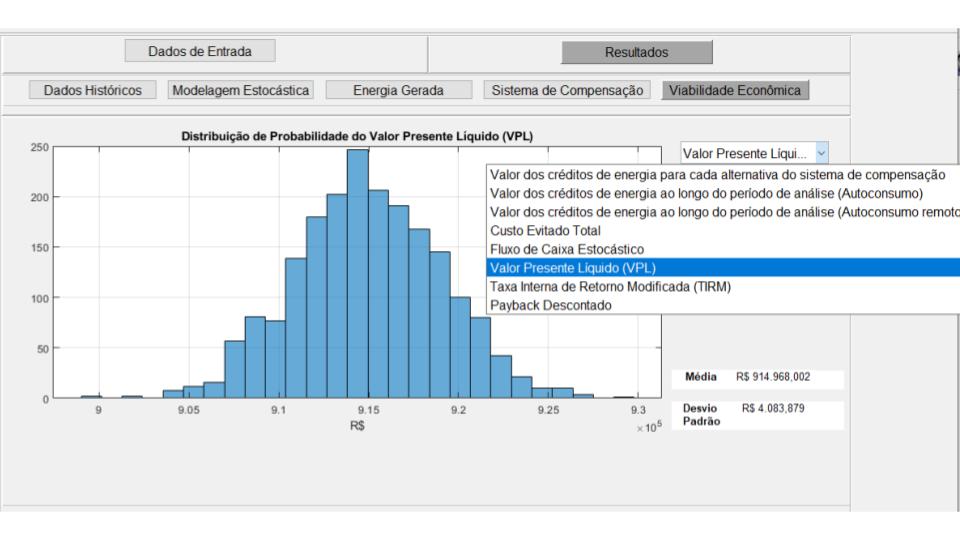 Dados de Entrada
Resultados
Dados Históricos
Modelagem Estocástica
Energia Gerada
Sistema de Compensação
Viabilidade Econômica
Distribuição de Probabilidade do Valor Presente Líquido (VPL)
250
200
150
100
50
0
9
9.05
9.1
9.15
9.2
9.25
9.3
×10⁵
R$
Valor Presente Líqui...
Valor dos créditos de energia para cada alternativa do sistema de compensação
Valor dos créditos de energia ao longo do período de análise (Autoconsumo)
Valor dos créditos de energia ao longo do período de análise (Autoconsumo remoto
Custo Evitado Total
Fluxo de Caixa Estocástico
Valor Presente Líquido (VPL)
Taxa Interna de Retorno Modificada (TIRM)
Payback Descontado
Média R$ 914.968,002
Desvio R$ 4.083,879
Padrão